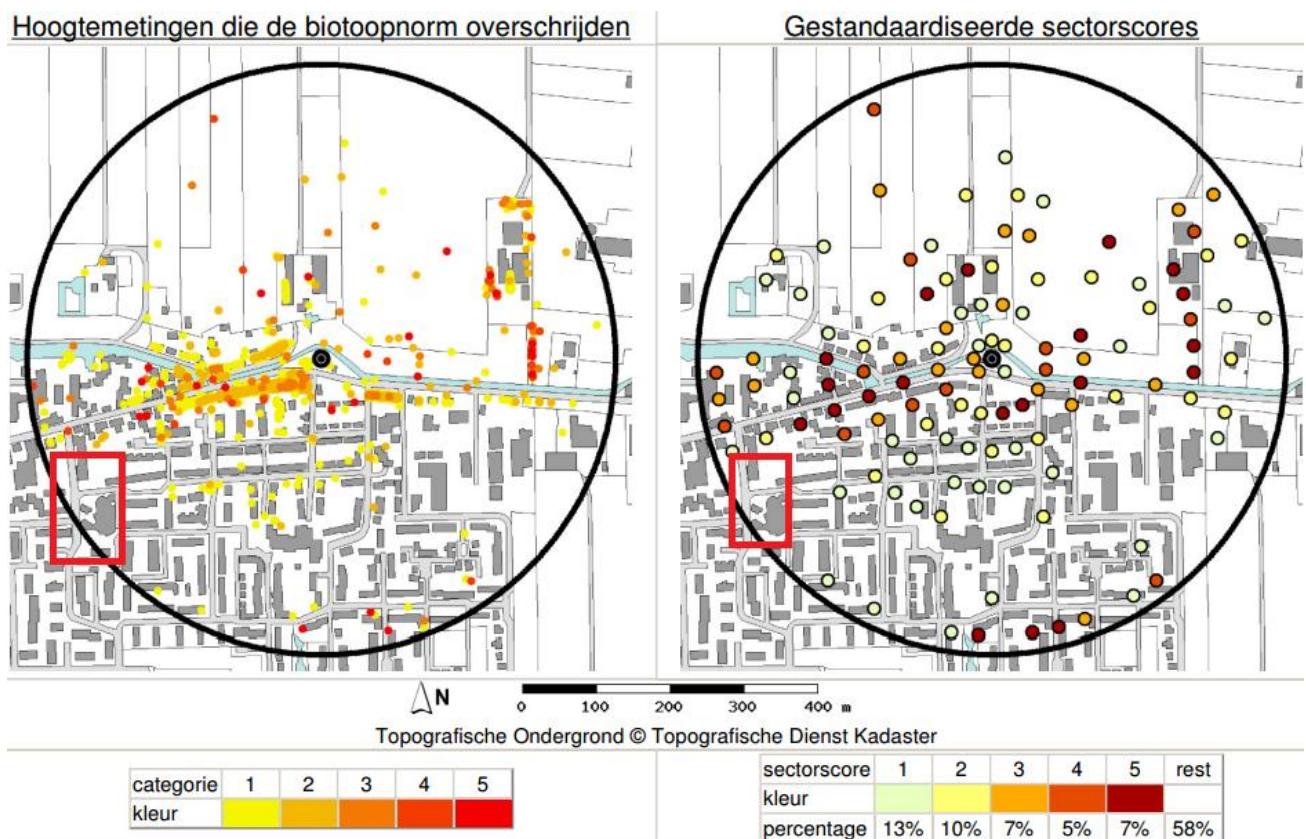 Hoogtemetingen die de biotoopnorm overschrijden
Gestandaardiseerde sectorscores
N
0 100 200 300 400 m
Topografische Ondergrond © Topografische Dienst Kadaster
categorie 1 2 3 4 5
kleur
sectorscore 1 2 3 4 5 rest
kleur
percentage 13% 10% 7% 5% 7% 58%